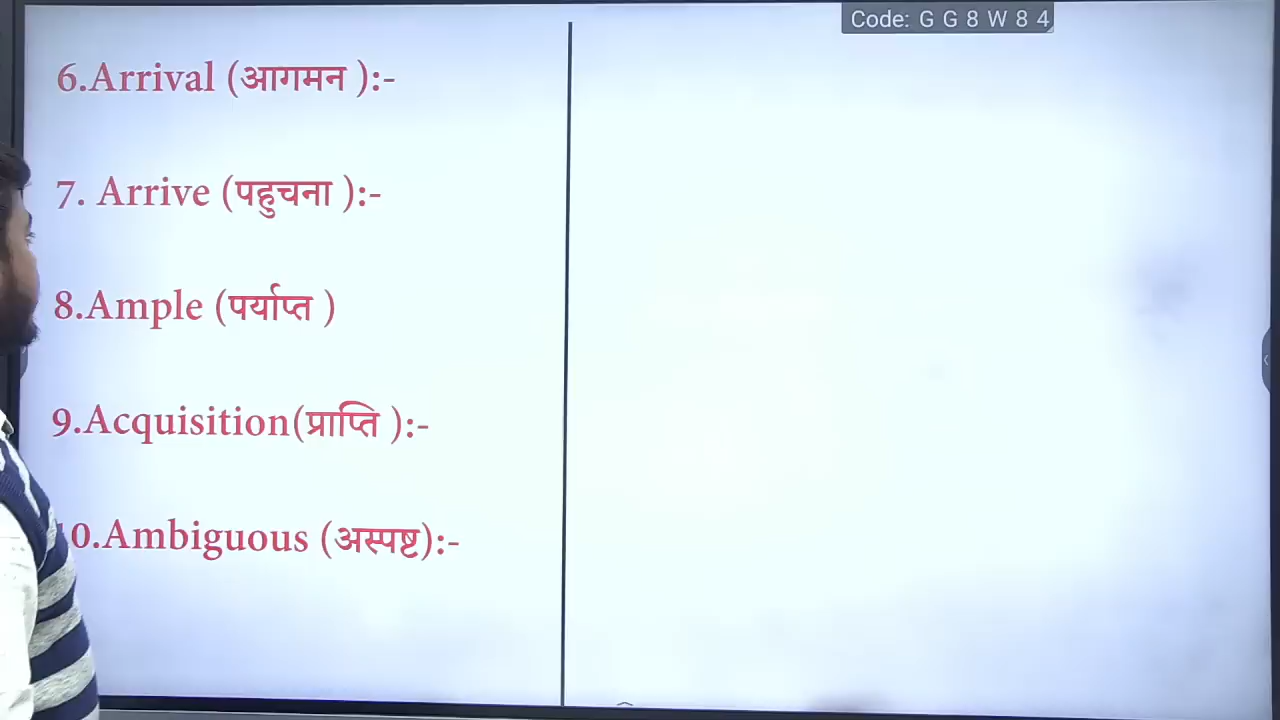 Code: G G 8 W 8 4
6.Arrival (आगमन ):-
7. Arrive (पहुचना ):-
8.Ample (पर्याप्त )
9.Acquisition(प्राप्ति ):-
10.Ambiguous (अस्पष्ट):-